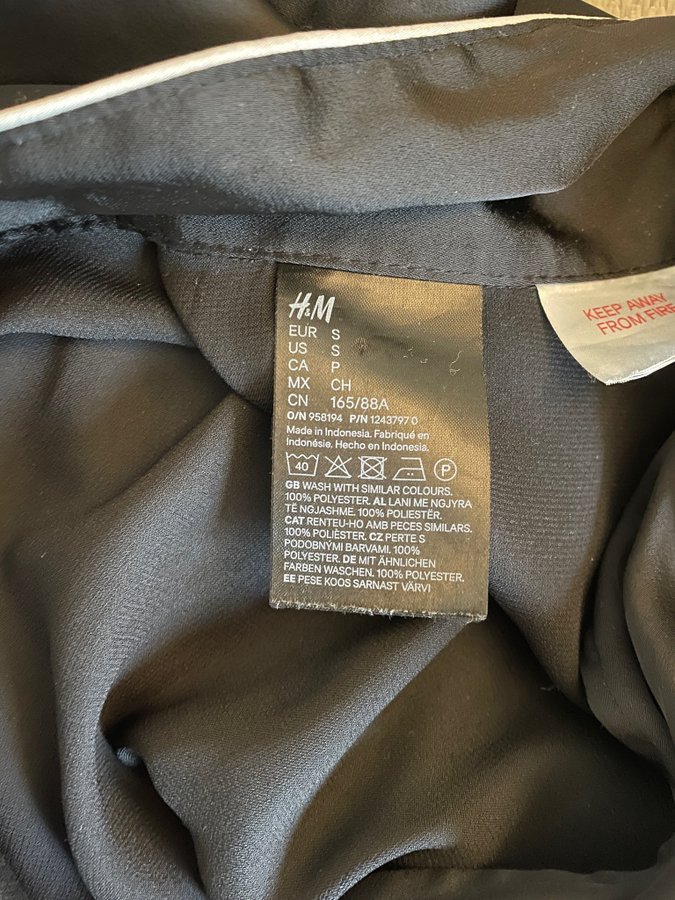 H&M
EUR S
US S
CA P
MX CH
CN 165/88A
O/N 958194 P/N 1243797 0
Made in Indonesia. Fabriqué en
Indonésie. Hecho en Indonesia.
40 P
GB WASH WITH SIMILAR COLOURS.
100% POLYESTER. AL LANI ME NGJYRA
TË NGJASHME. 100% POLIESTËR.
CAT RENTEU-HO AMB PECES SIMILARS.
100% POLIÈSTER. CZ PERTE S
PODOBNÝMI BARVAMI. 100%
POLYESTER. DE MIT ÄHNLICHEN
FARBEN WASCHEN. 100% POLYESTER.
EE PESE KOOS SARNAST VÄRVI
KEEP AWAY
FROM FIRE